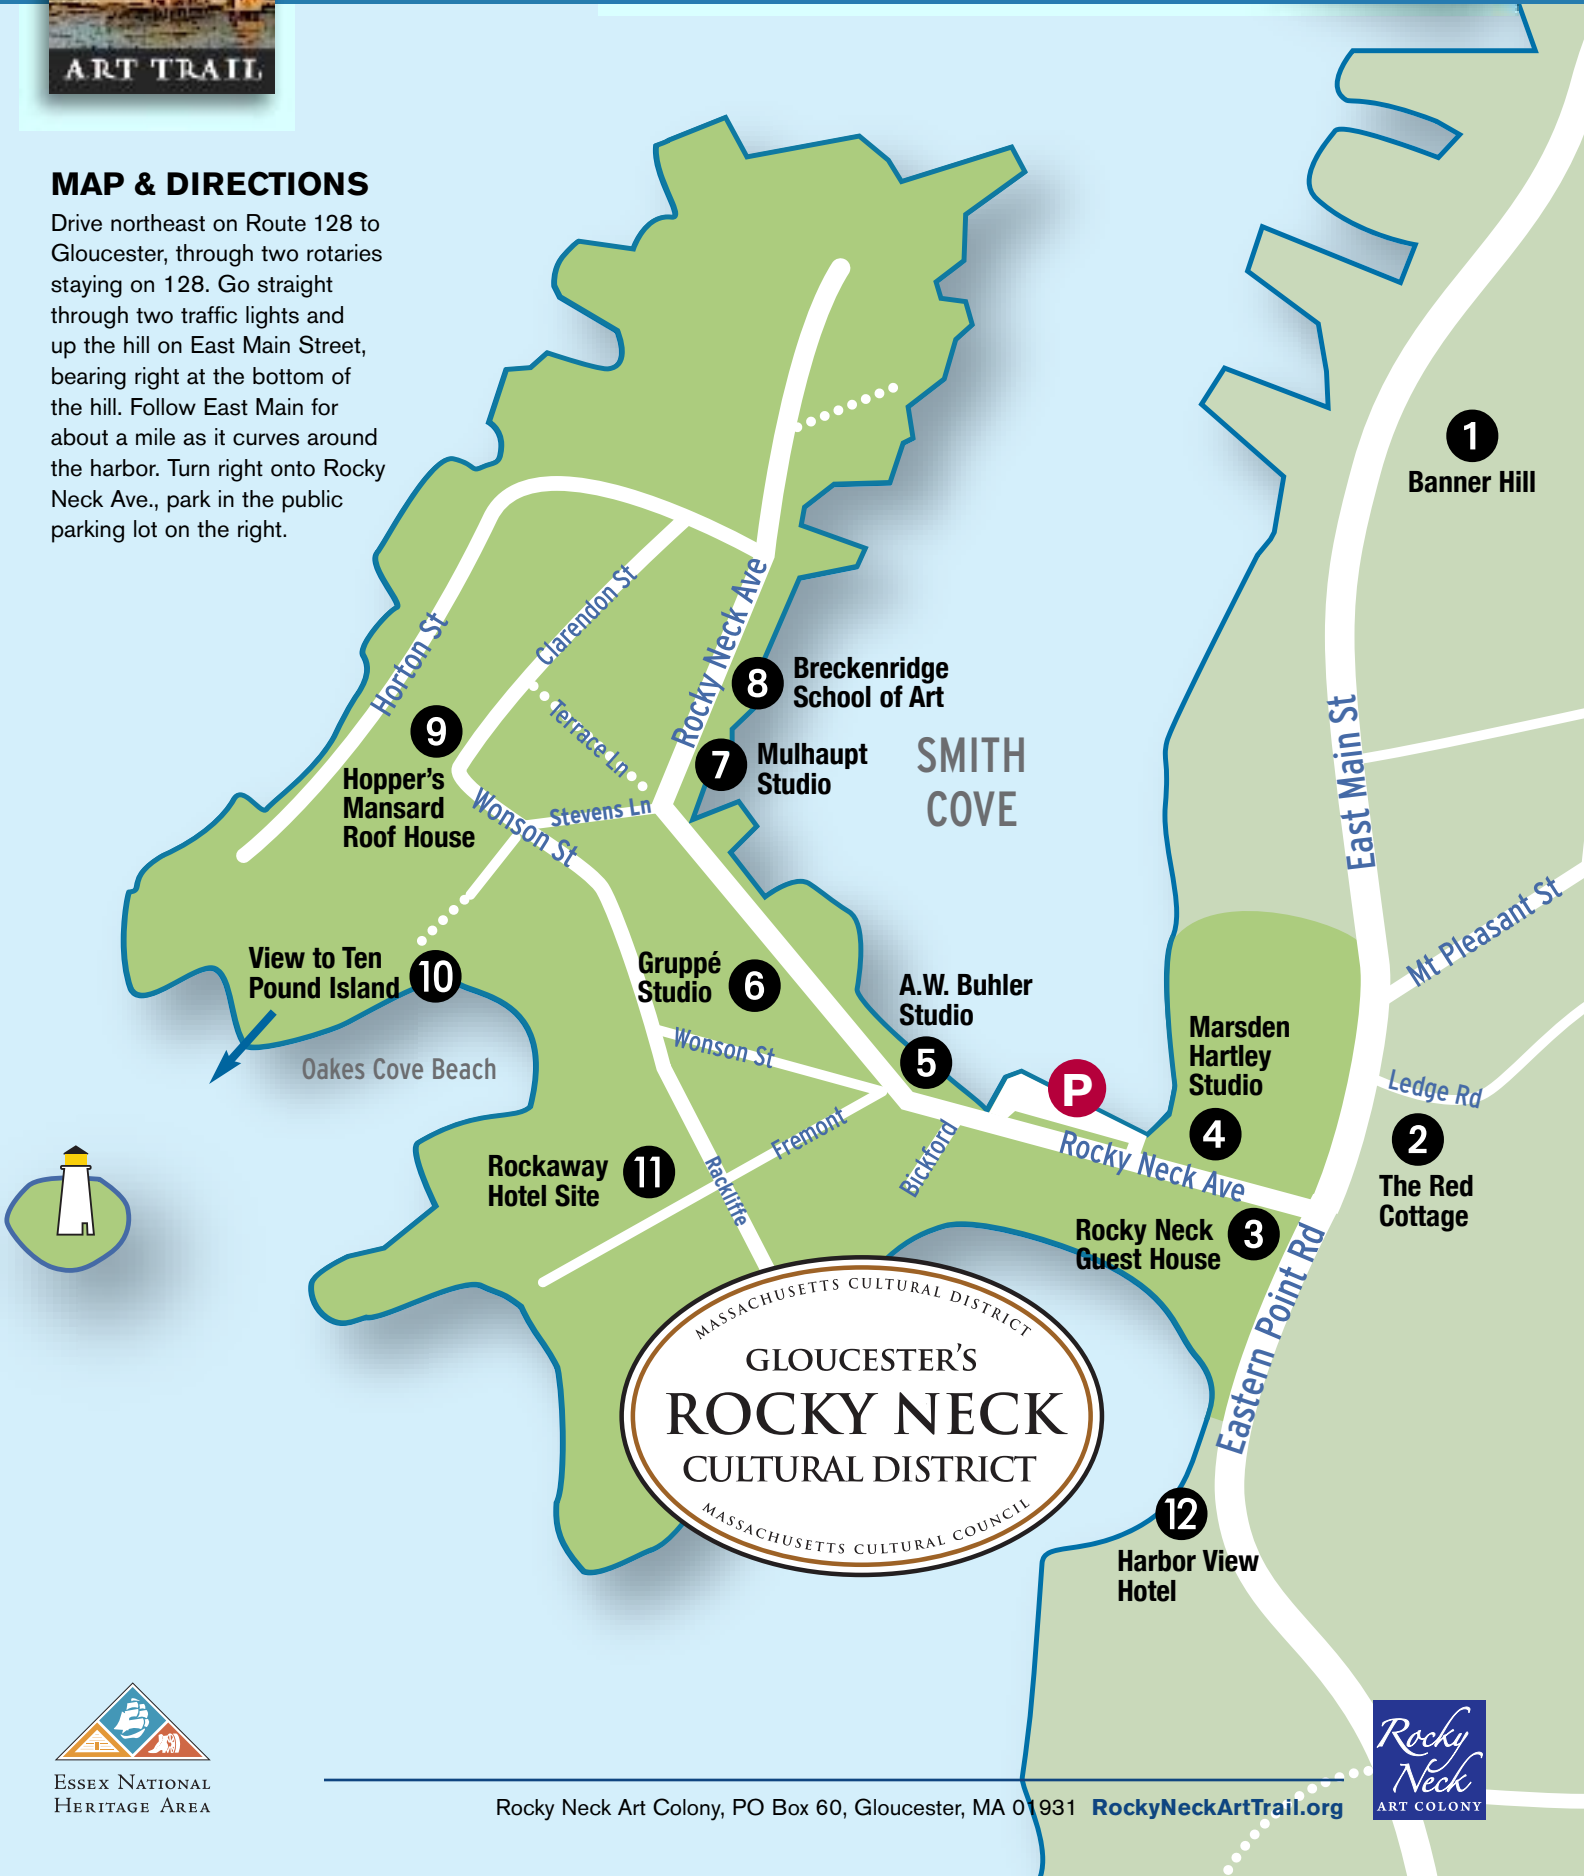 ART TRAIL
MAP & DIRECTIONS
Drive northeast on Route 128 to
Gloucester, through two rotaries
staying on 128. Go straight
through two traffic lights and
up the hill on East Main Street,
bearing right at the bottom of
the hill. Follow East Main for
about a mile as it curves around
the harbor. Turn right onto Rocky
Neck Ave., park in the public
parking lot on the right.
1
Banner Hill
Horton St
Clarendon St
Terrace Ln
Rocky Neck Ave
8
Breckenridge
School of Art
7
Mulhaupt
Studio
SMITH
COVE
East Main St
9
Hopper's
Mansard
Roof House
Wonson St
Stevens Ln
Mt Pleasant St
View to Ten
Pound Island
10
Oakes Cove Beach
Gruppé
Studio
6
Wonson St
A.W. Buhler
Studio
5
P
Marsden
Hartley
Studio
4
Ledge Rd
2
The Red
Cottage
Rockaway
Hotel Site
11
Rackliffe
Fremont
Bickford
Rocky Neck Ave
Rocky Neck
Guest House
3
Eastern Point Rd
MASSACHUSETTS CULTURAL DISTRICT
GLOUCESTER'S
ROCKY NECK
CULTURAL DISTRICT
MASSACHUSETTS CULTURAL COUNCIL
12
Harbor View
Hotel
ESSEX NATIONAL
HERITAGE AREA
Rocky Neck Art Colony, PO Box 60, Gloucester, MA 01931 RockyNeckArtTrail.org
Rocky
Neck
ART COLONY